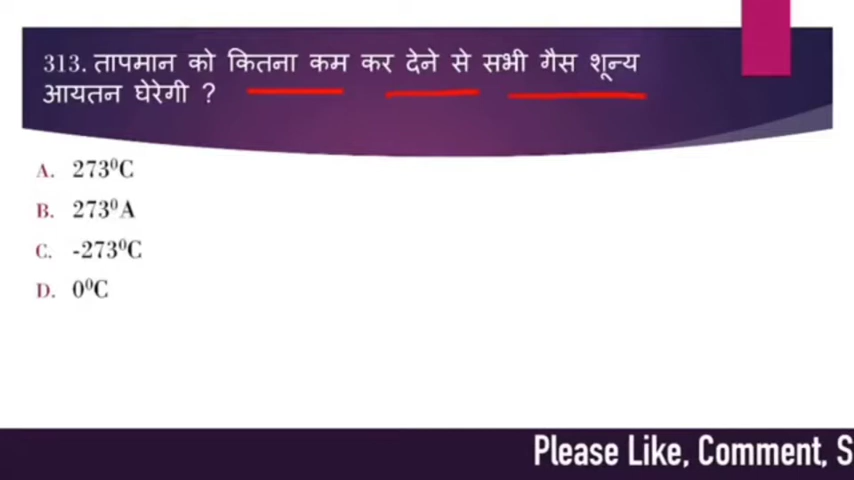 313. तापमान को कितना कम कर देने से सभी गैस शून्य
आयतन घेरेगी ?
A. 273⁰C
B. 273⁰A
C. -273⁰C
D. 0⁰C
Please Like, Comment, S